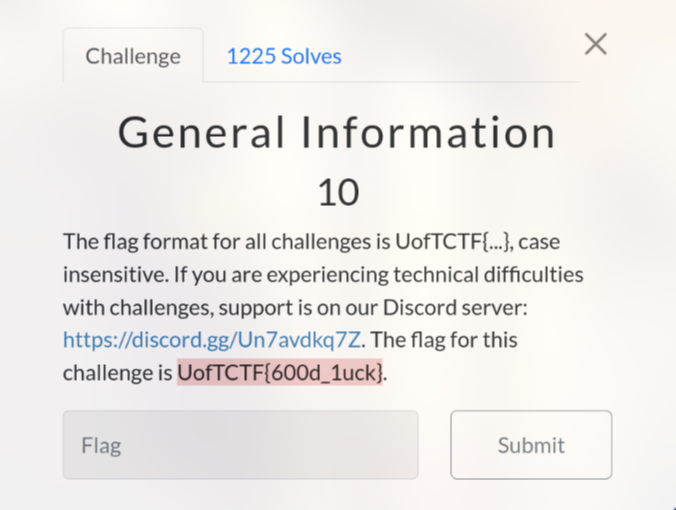 Challenge
1225 Solves
General Information
10
The flag format for all challenges is UofTCTF{...}, case
insensitive. If you are experiencing technical difficulties
with challenges, support is on our Discord server:
https://discord.gg/Un7avdkq7Z. The flag for this
challenge is UofTCTF{600d_1uck}.
Flag
Submit